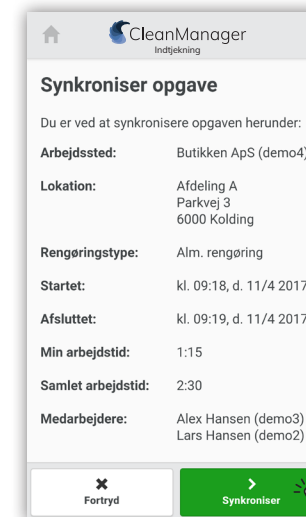 CleanManager
Indtjekning
Synkroniser opgave
Du er ved at synkronisere opgaven herunder:
Arbejdssted: Butikken ApS (demo4)
Lokation: Afdeling A
Parkvej 3
6000 Kolding
Rengøringstype: Alm. rengøring
Startet: kl. 09:18, d. 11/4 2017
Afsluttet: kl. 09:19, d. 11/4 2017
Min arbejdstid: 1:15
Samlet arbejdstid: 2:30
Medarbejdere: Alex Hansen (demo3)
Lars Hansen (demo2)
Fortryd Synkroniser